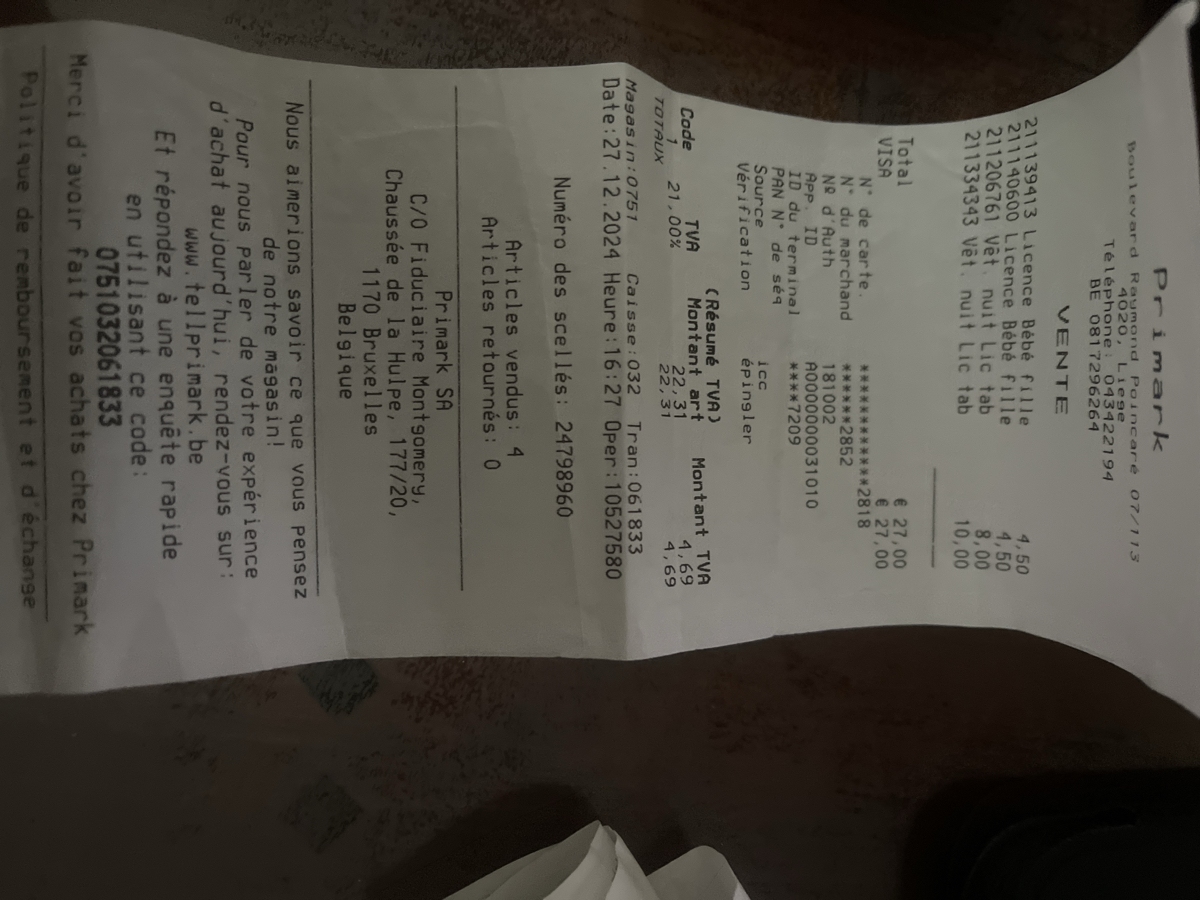 Primark
Boulevard Raymond Poincaré 07/113
4020, Liege
Téléphone: 043422194
BE 0817296264
VENTE
211139413 Licence Bébé fille 4,50
211140600 Licence Bébé fille 4,50
211206761 Vêt. nuit Lic tab 8,00
211334343 Vêt. nuit Lic tab 10,00
Total € 27,00
VISA € 27,00
N° de carte. ************2818
N° du marchand ******2852
Nº d'Auth 181002
App. ID A0000000031010
ID du terminal ****7209
PAN N° de séq
Source icc
Vérification épingler
(Résumé TVA)
Code TVA Montant art Montant TVA
1 21,00% 22,31 4,69
TOTAUX 22,31 4,69
Magasin:0751 Caisse:032 Tran:061833
Date:27.12.2024 Heure:16:27 Oper:10527580
Numéro des scellés: 24798960
Articles vendus: 4
Articles retournés: 0
Primark SA
C/O Fiduciaire Montgomery,
Chaussée de la Hulpe, 177/20,
1170 Bruxelles
Belgique
Nous aimerions savoir ce que vous pensez
de notre magasin!
Pour nous parler de votre expérience
d'achat aujourd'hui, rendez-vous sur:
www.tellprimark.be
Et répondez à une enquête rapide
en utilisant ce code:
0751032061833
Merci d'avoir fait vos achats chez Primark
Politique de remboursement et d'échange